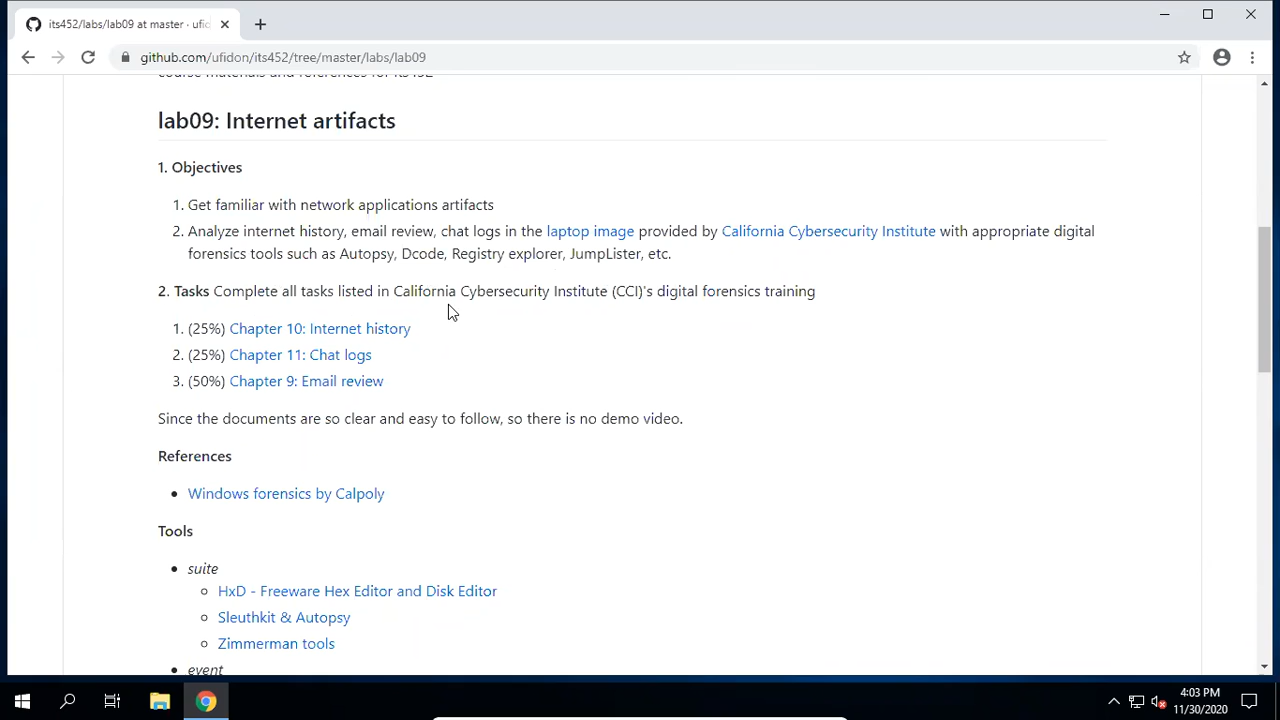 its452/labs/lab09 at master · ufid
github.com/ufidon/its452/tree/master/labs/lab09
course materials and references for its452
lab09: Internet artifacts
1. Objectives
1. Get familiar with network applications artifacts
2. Analyze internet history, email review, chat logs in the laptop image provided by California Cybersecurity Institute with appropriate digital
forensics tools such as Autopsy, Dcode, Registry explorer, JumpLister, etc.
2. Tasks Complete all tasks listed in California Cybersecurity Institute (CCI)'s digital forensics training
1. (25%) Chapter 10: Internet history
2. (25%) Chapter 11: Chat logs
3. (50%) Chapter 9: Email review
Since the documents are so clear and easy to follow, so there is no demo video.
References
• Windows forensics by Calpoly
Tools
• suite
○ HxD - Freeware Hex Editor and Disk Editor
○ Sleuthkit & Autopsy
○ Zimmerman tools
• event
4:03 PM
11/30/2020